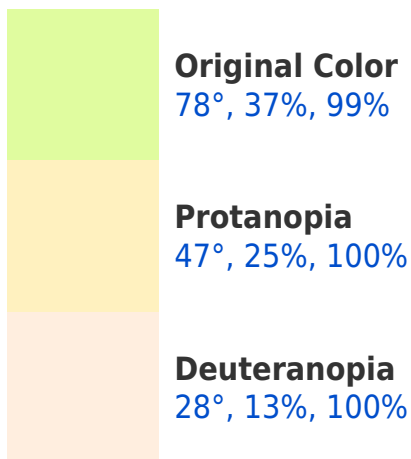 Original Color
78°, 37%, 99%
Protanopia
47°, 25%, 100%
Deuteranopia
28°, 13%, 100%